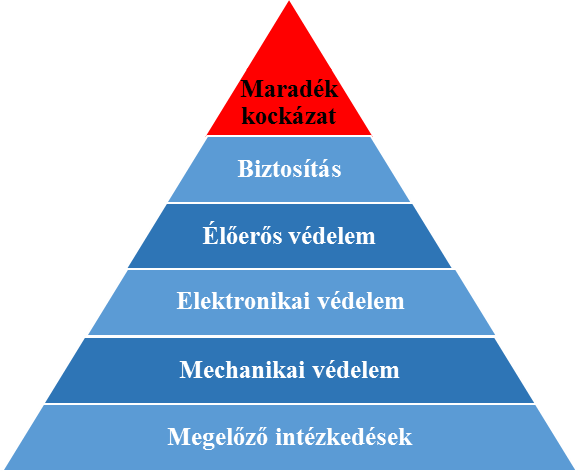 Maradék
kockázat
Biztosítás
Élőerős védelem
Elektronikai védelem
Mechanikai védelem
Megelőző intézkedések